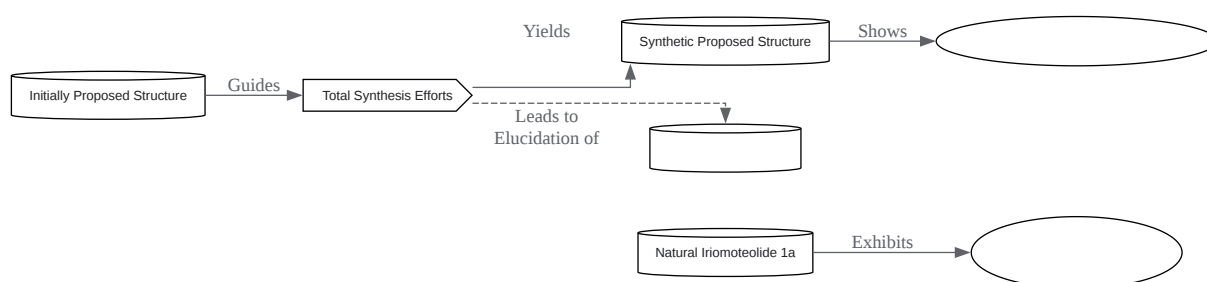 Yields
Synthetic Proposed Structure
Shows
Initially Proposed Structure
Guides
Total Synthesis Efforts
Leads to
Elucidation of
Natural Iriomoteolide 1a
Exhibits